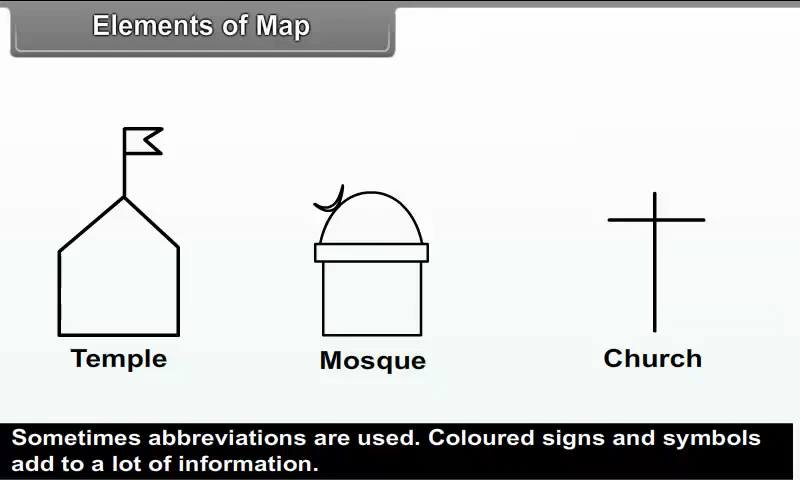 Elements of Map
Temple
Mosque
Church
Sometimes abbreviations are used. Coloured signs and symbols
add to a lot of information.